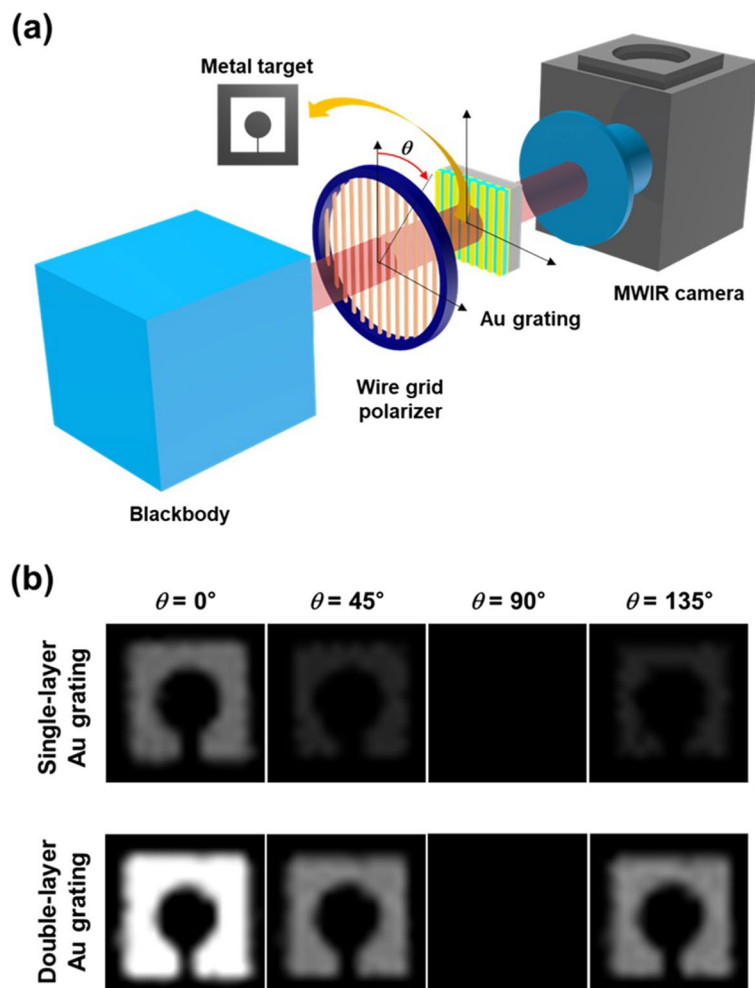 (a)
Metal target
θ
MWIR camera
Au grating
Wire grid
polarizer
Blackbody
(b)
θ = 0°
θ = 45°
θ = 90°
θ = 135°
Single-layer
Au grating
Double-layer
Au grating